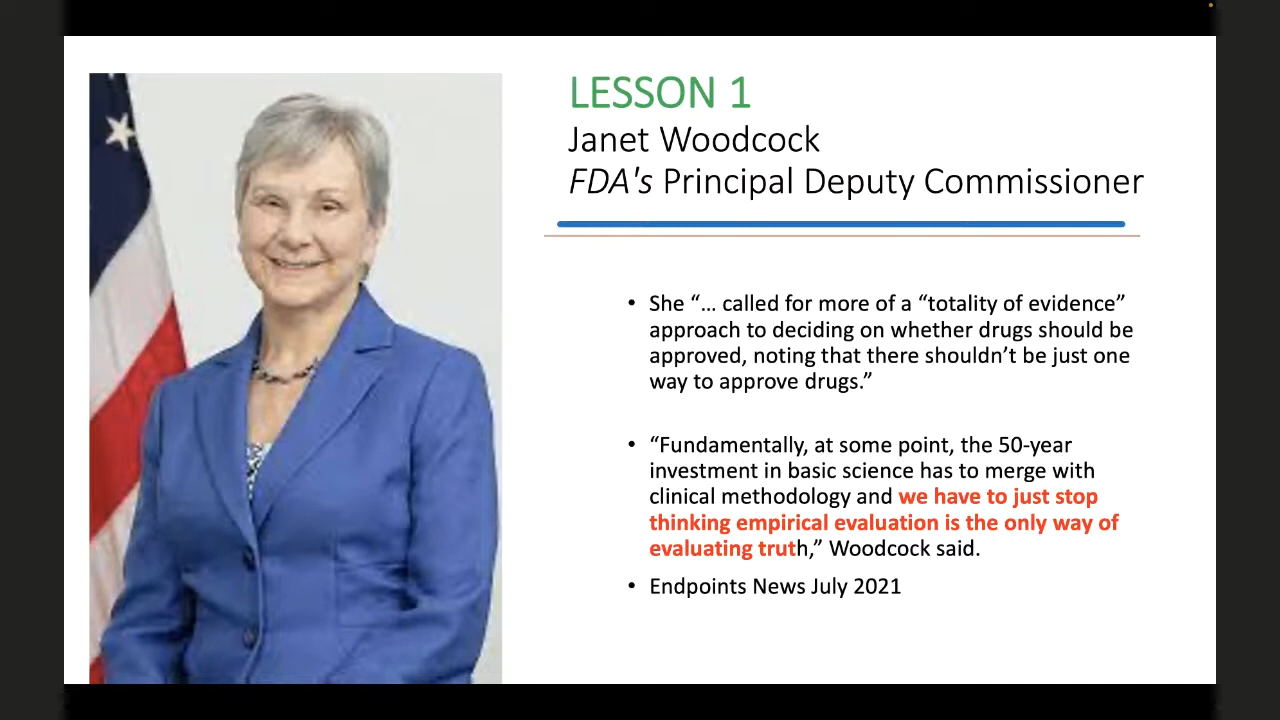 LESSON 1
Janet Woodcock
FDA's Principal Deputy Commissioner
• She “… called for more of a “totality of evidence”
approach to deciding on whether drugs should be
approved, noting that there shouldn’t be just one
way to approve drugs.”
• “Fundamentally, at some point, the 50-year
investment in basic science has to merge with
clinical methodology and we have to just stop
thinking empirical evaluation is the only way of
evaluating truth,” Woodcock said.
• Endpoints News July 2021